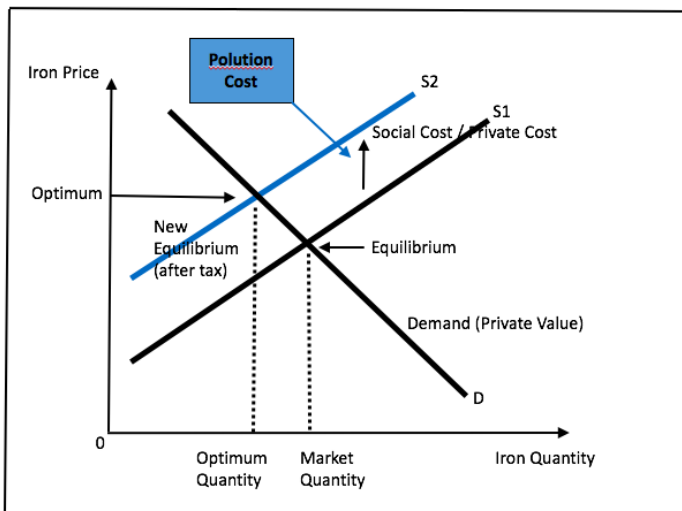 Polution
Cost
Iron Price
S2
S1
Social Cost / Private Cost
Optimum
New
Equilibrium
(after tax)
Equilibrium
Demand (Private Value)
D
0
Optimum
Quantity
Market
Quantity
Iron Quantity